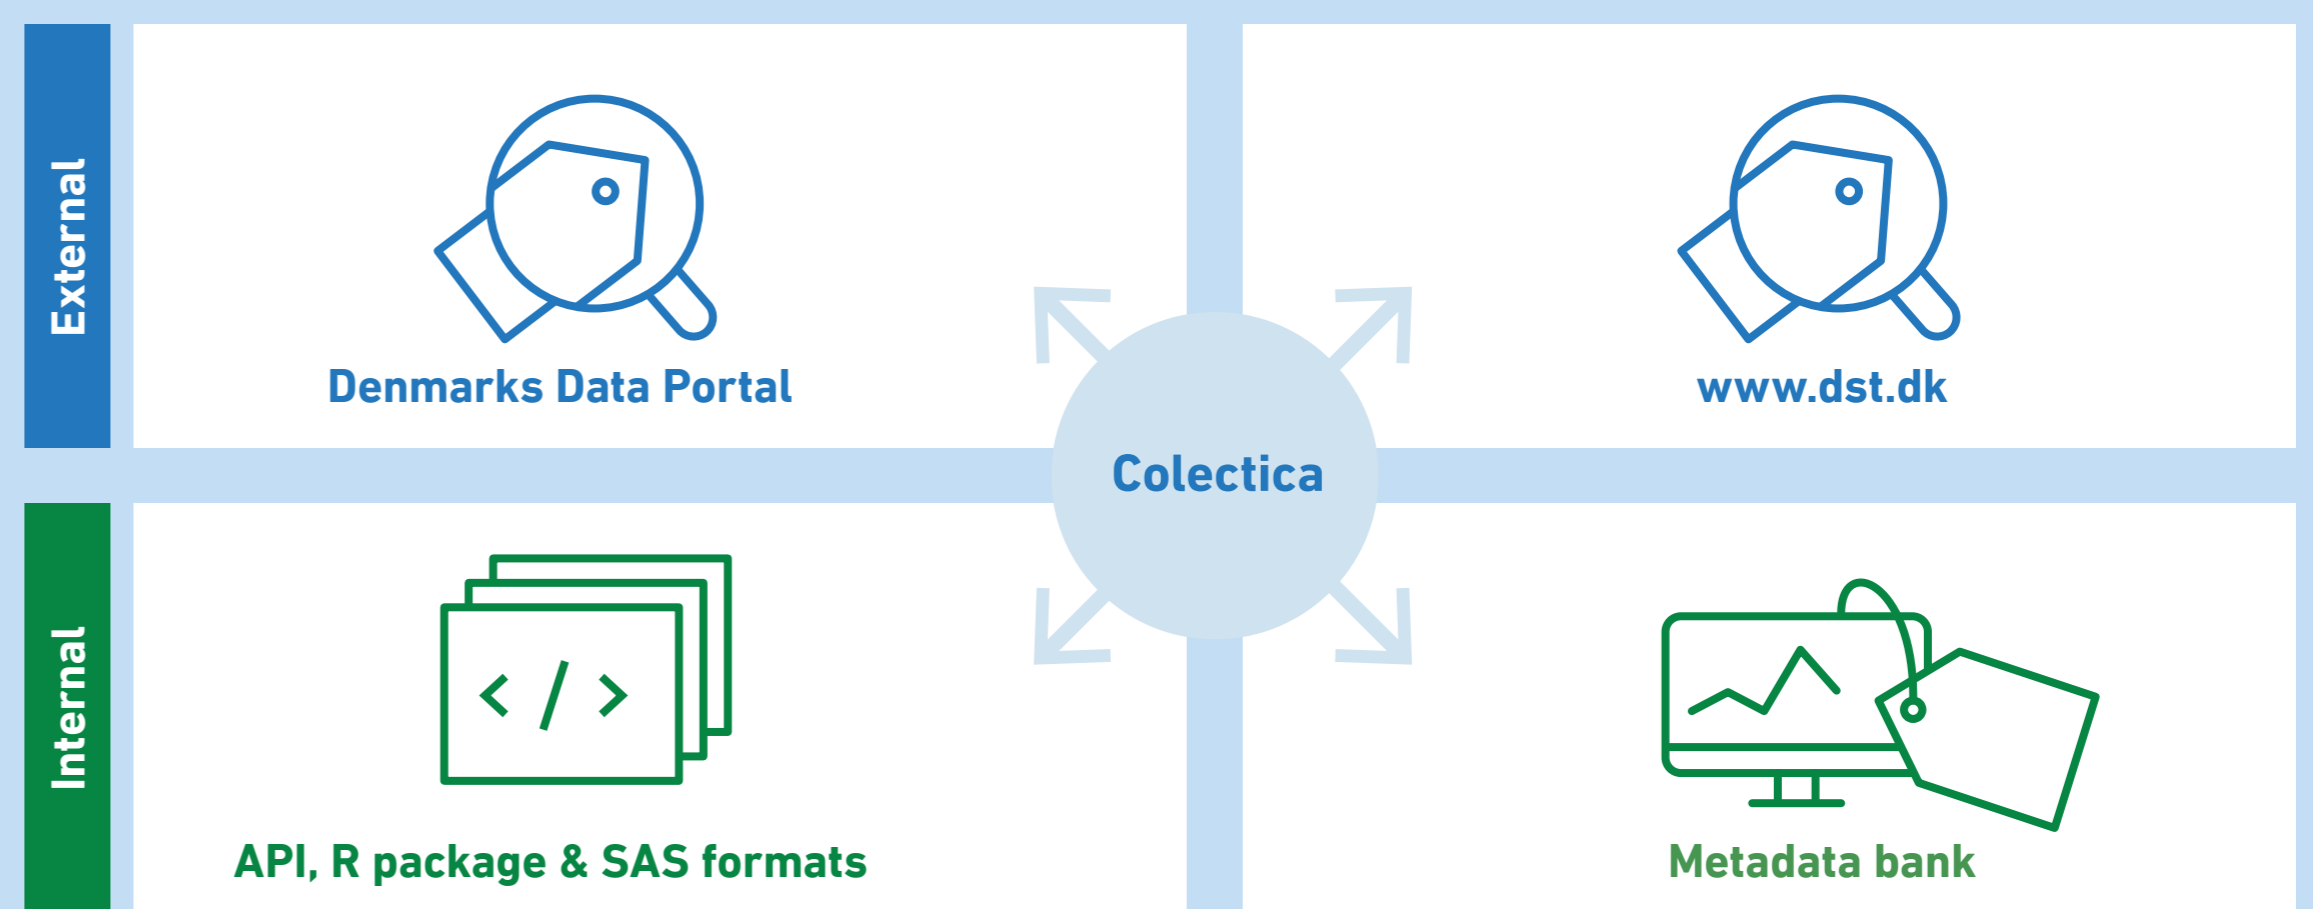 External
Denmarks Data Portal
www.dst.dk
Colectica
Internal
API, R package & SAS formats
Metadata bank